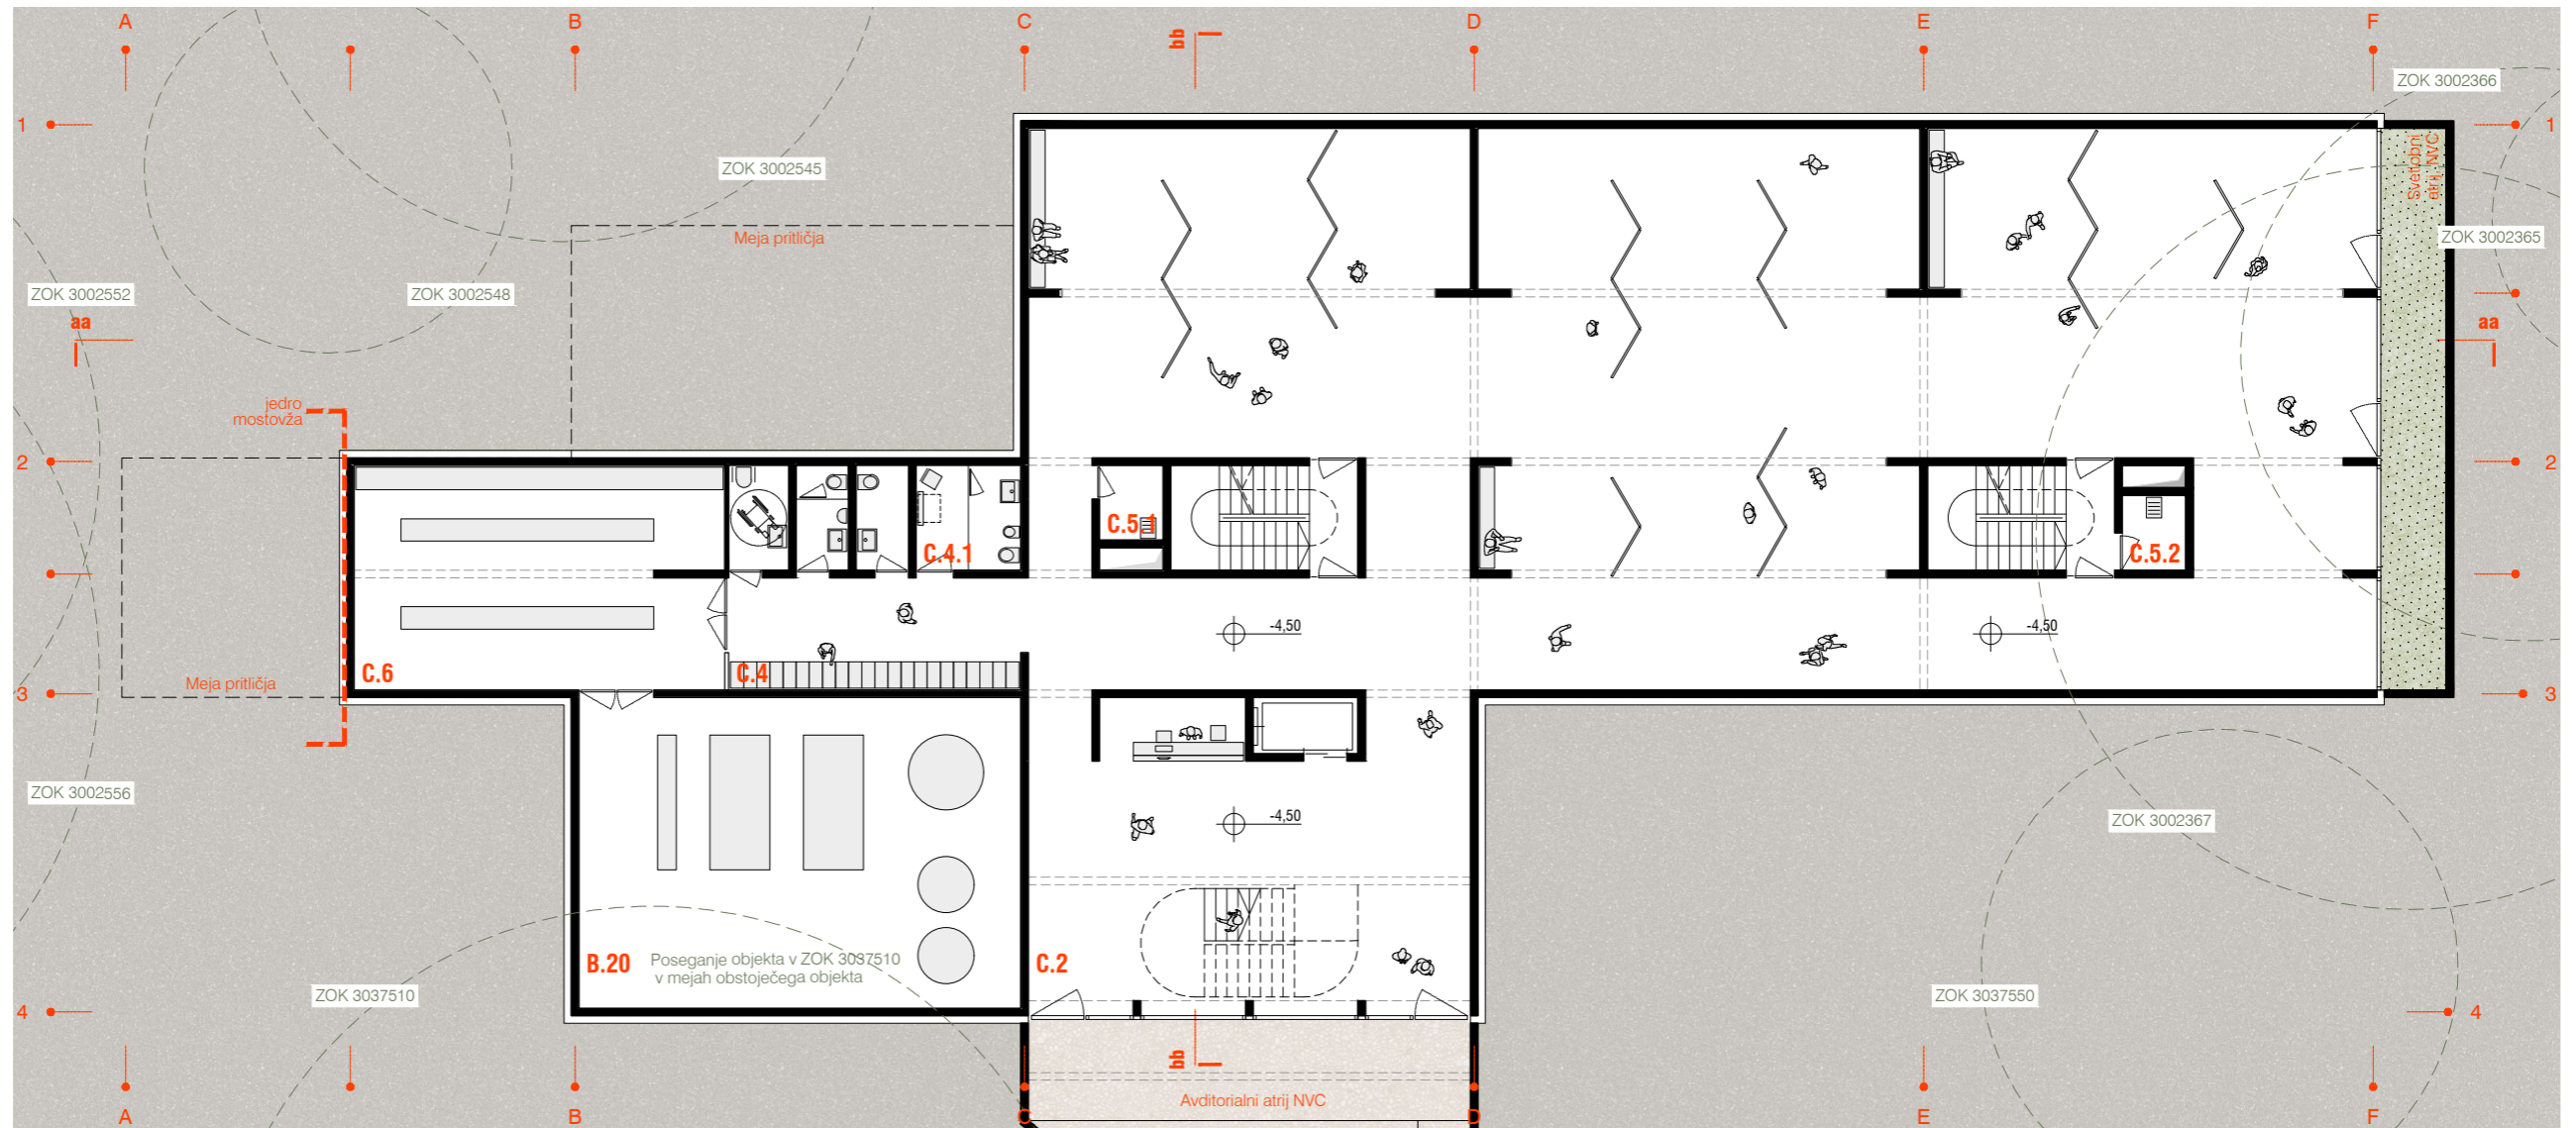 A
B
C
bb
D
E
F
ZOK 3002366
1
1
Svetlobni
atrij NVC
ZOK 3002545
Meja pritličja
ZOK 3002365
ZOK 3002552
ZOK 3002548
aa
aa
jedro
mostovža
2
2
C.5.1
C.4.1
C.5.2
-4,50
-4,50
C.6
C.4
Meja pritličja
3
3
ZOK 3002556
-4,50
ZOK 3002367
B.20
Poseganje objekta v ZOK 3037510
v mejah obstoječega objekta
C.2
ZOK 3037510
ZOK 3037550
4
4
bb
Avditorialni atrij NVC
A
B
C
D
E
F